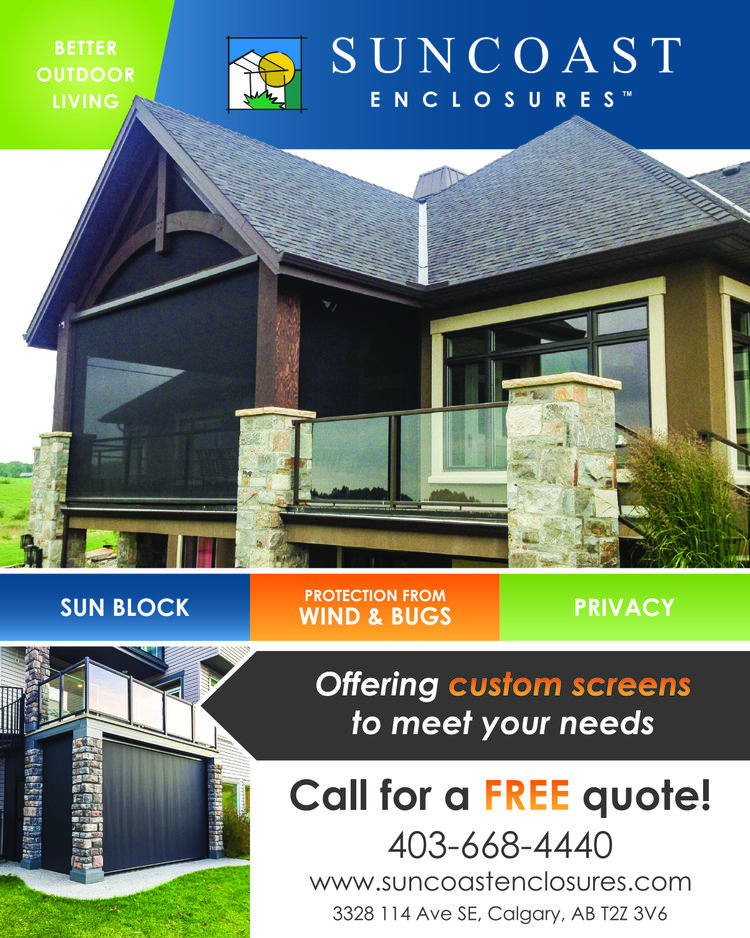 BETTER
OUTDOOR
LIVING
SUNCOAST
ENCLOSURES™
SUN BLOCK
PROTECTION FROM
WIND & BUGS
PRIVACY
Offering custom screens
to meet your needs
Call for a FREE quote!
403-668-4440
www.suncoastenclosures.com
3328 114 Ave SE, Calgary, AB T2Z 3V6